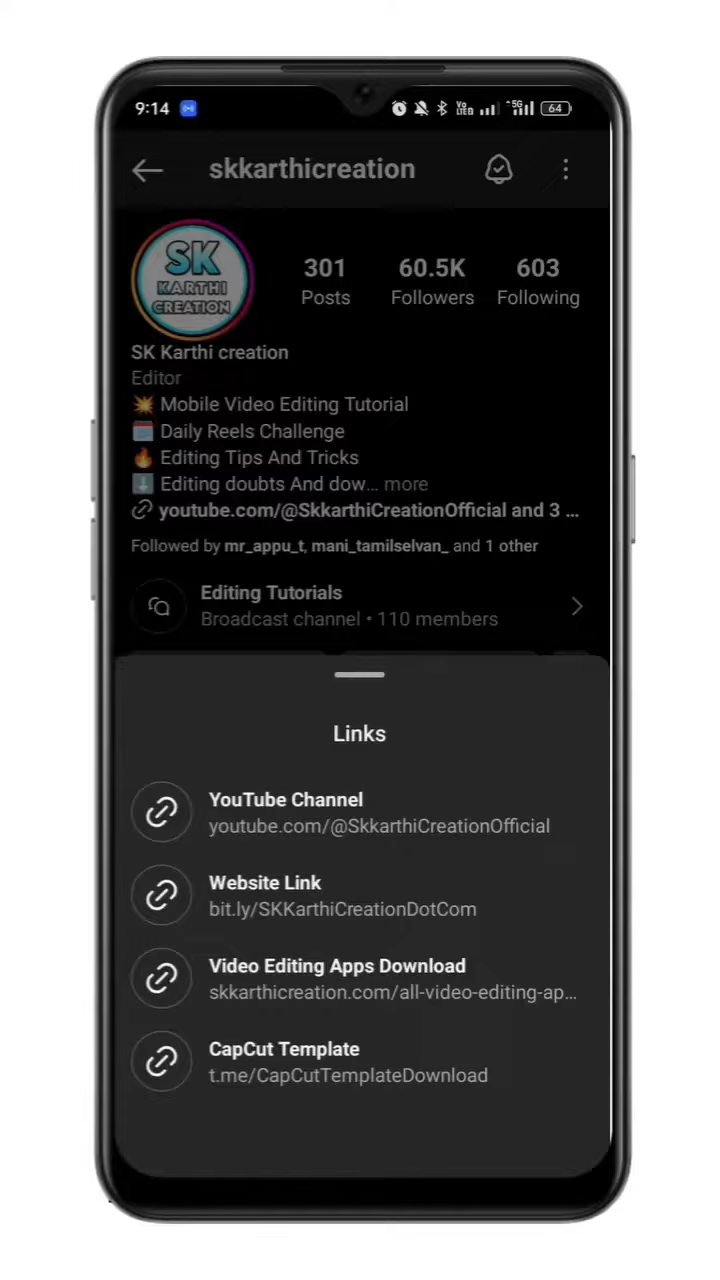 9:14 Vo LTE 5G 64
skkarthicreation
SK
KARTHI
CREATION
301 60.5K 603
Posts Followers Following
SK Karthi creation
Editor
💥 Mobile Video Editing Tutorial
🗓️ Daily Reels Challenge
🔥 Editing Tips And Tricks
⬇️ Editing doubts And dow... more
youtube.com/@SkkarthiCreationOfficial and 3 ...
Followed by mr_appu_t, mani_tamilselvan_ and 1 other
Editing Tutorials
Broadcast channel • 110 members
Links
YouTube Channel
youtube.com/@SkkarthiCreationOfficial
Website Link
bit.ly/SKKarthiCreationDotCom
Video Editing Apps Download
skkarthicreation.com/all-video-editing-ap...
CapCut Template
t.me/CapCutTemplateDownload